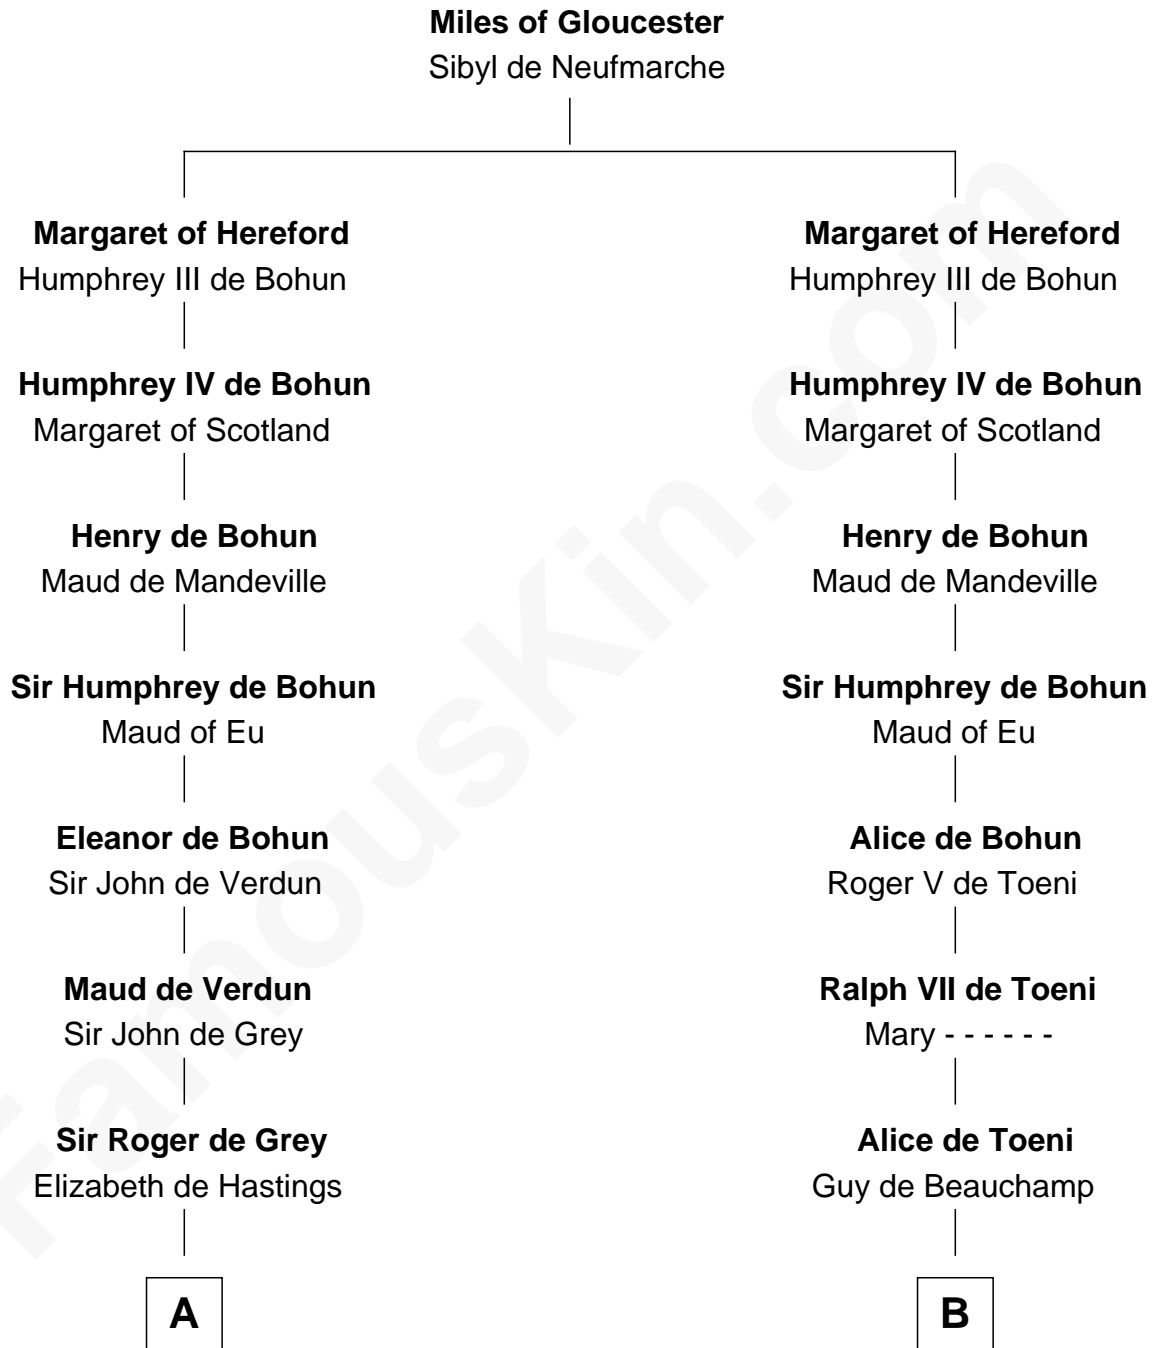 Miles of Gloucester
Sibyl de Neufmarche
Margaret of Hereford
Humphrey III de Bohun
Humphrey IV de Bohun
Margaret of Scotland
Henry de Bohun
Maud de Mandeville
Sir Humphrey de Bohun
Maud of Eu
Eleanor de Bohun
Sir John de Verdun
Maud de Verdun
Sir John de Grey
Sir Roger de Grey
Elizabeth de Hastings
A
Margaret of Hereford
Humphrey III de Bohun
Humphrey IV de Bohun
Margaret of Scotland
Henry de Bohun
Maud de Mandeville
Sir Humphrey de Bohun
Maud of Eu
Alice de Bohun
Roger V de Toeni
Ralph VII de Toeni
Mary - - - - - -
Alice de Toeni
Guy de Beauchamp
B
FamousKin.com